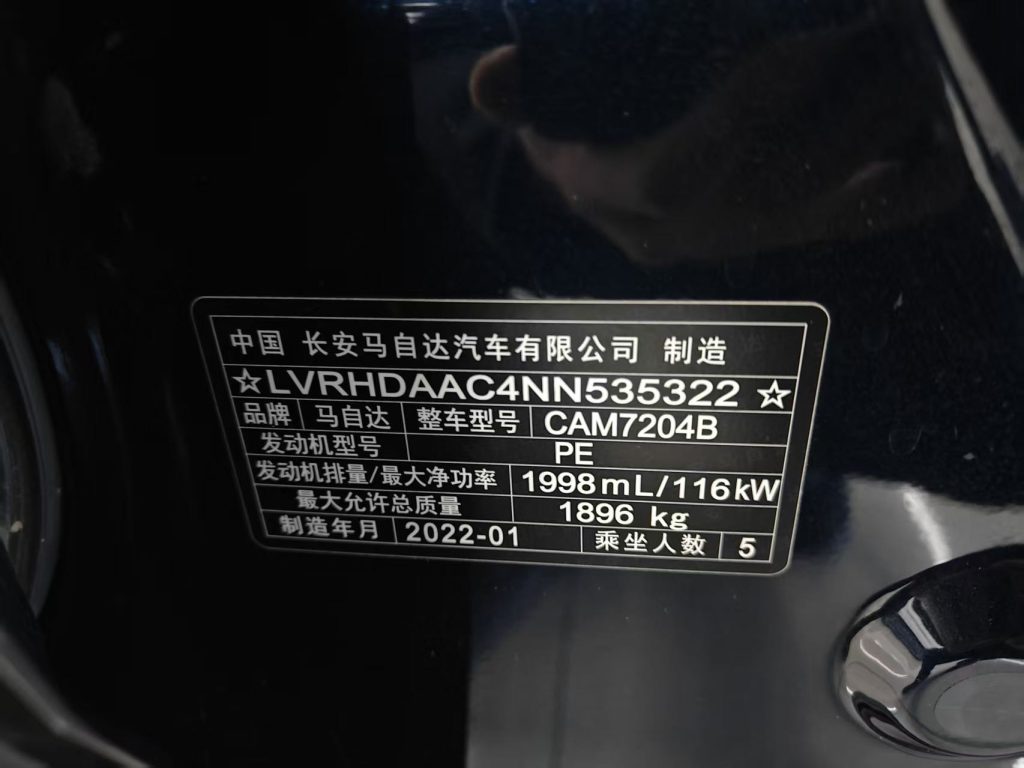 中国 长安马自达汽车有限公司 制造
☆LVRHDAAC4NN535322☆
品牌 马自达 整车型号 CAM7204B
发动机型号 PE
发动机排量/最大净功率 1998mL/116kW
最大允许总质量 1896 kg
制造年月 2022-01 乘坐人数 5